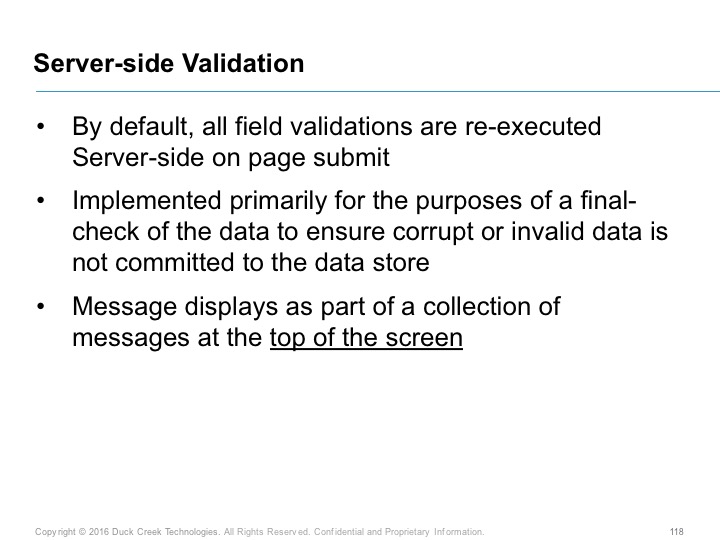 Server-side Validation
• By default, all field validations are re-executed
Server-side on page submit
• Implemented primarily for the purposes of a final-
check of the data to ensure corrupt or invalid data is
not committed to the data store
• Message displays as part of a collection of
messages at the top of the screen
Copyright © 2016 Duck Creek Technologies. All Rights Reserved. Confidential and Proprietary Information. 118